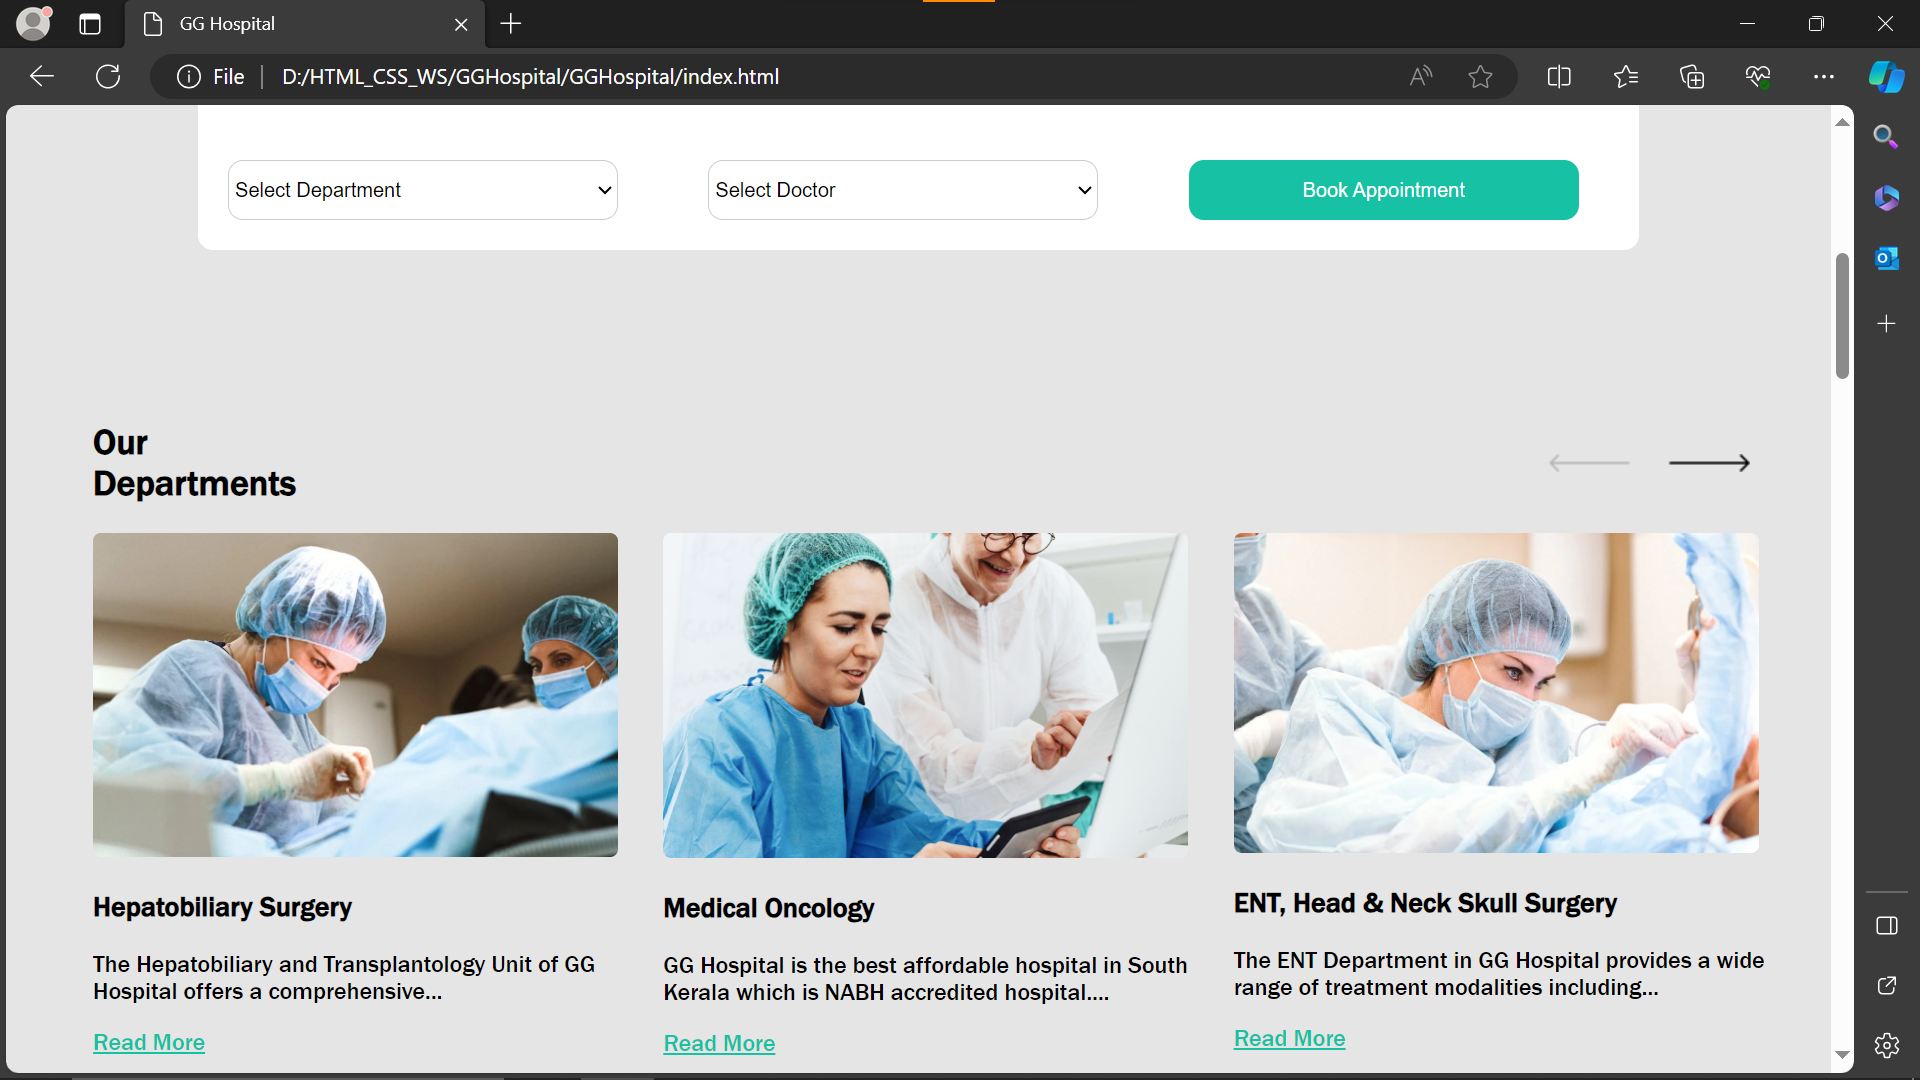 GG Hospital
File
D:/HTML_CSS_WS/GGHospital/GGHospital/index.html
Select Department
Select Doctor
Book Appointment
Our
Departments
Hepatobiliary Surgery
The Hepatobiliary and Transplantology Unit of GG
Hospital offers a comprehensive...
Read More
Medical Oncology
GG Hospital is the best affordable hospital in South
Kerala which is NABH accredited hospital....
Read More
ENT, Head & Neck Skull Surgery
The ENT Department in GG Hospital provides a wide
range of treatment modalities including...
Read More